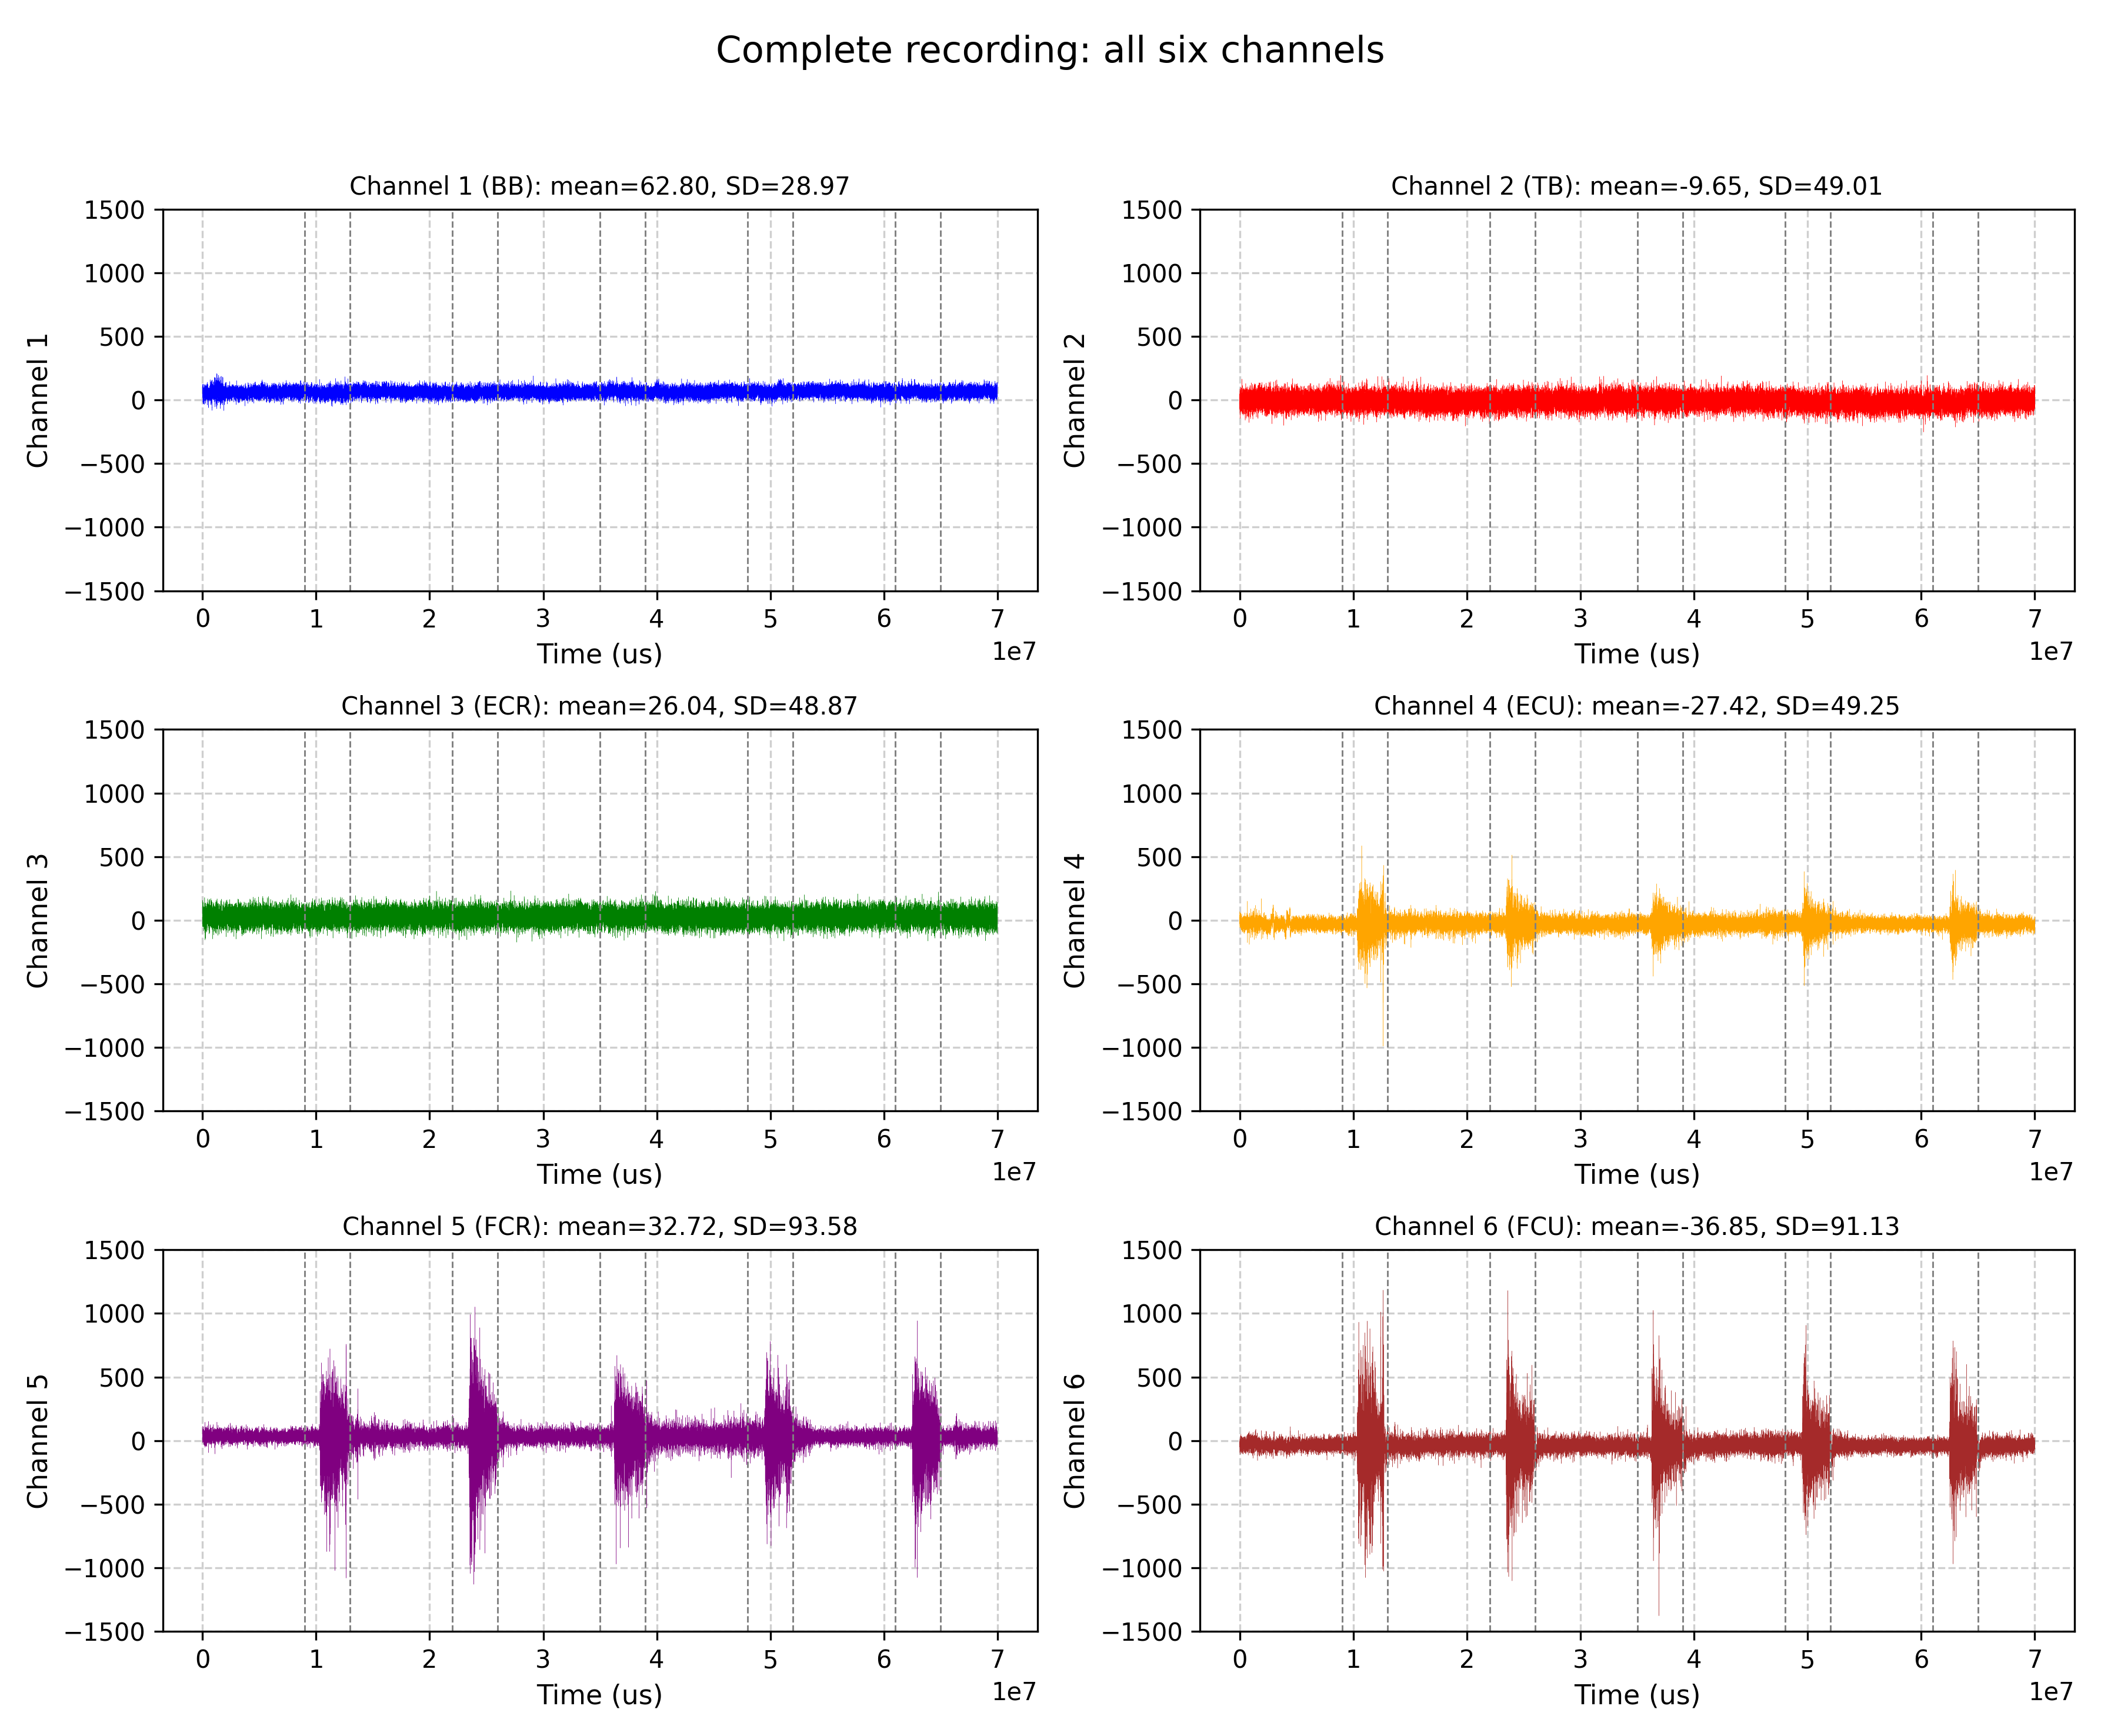 Complete recording: all six channels
Channel 1 (BB): mean=62.80, SD=28.97
1500
1000
500
0
−500
−1000
−1500
Channel 1
0 1 2 3 4 5 6 7
Time (us)
1e7
Channel 2 (TB): mean=-9.65, SD=49.01
1500
1000
500
0
−500
−1000
−1500
Channel 2
0 1 2 3 4 5 6 7
Time (us)
1e7
Channel 3 (ECR): mean=26.04, SD=48.87
1500
1000
500
0
−500
−1000
−1500
Channel 3
0 1 2 3 4 5 6 7
Time (us)
1e7
Channel 4 (ECU): mean=-27.42, SD=49.25
1500
1000
500
0
−500
−1000
−1500
Channel 4
0 1 2 3 4 5 6 7
Time (us)
1e7
Channel 5 (FCR): mean=32.72, SD=93.58
1500
1000
500
0
−500
−1000
−1500
Channel 5
0 1 2 3 4 5 6 7
Time (us)
1e7
Channel 6 (FCU): mean=-36.85, SD=91.13
1500
1000
500
0
−500
−1000
−1500
Channel 6
0 1 2 3 4 5 6 7
Time (us)
1e7